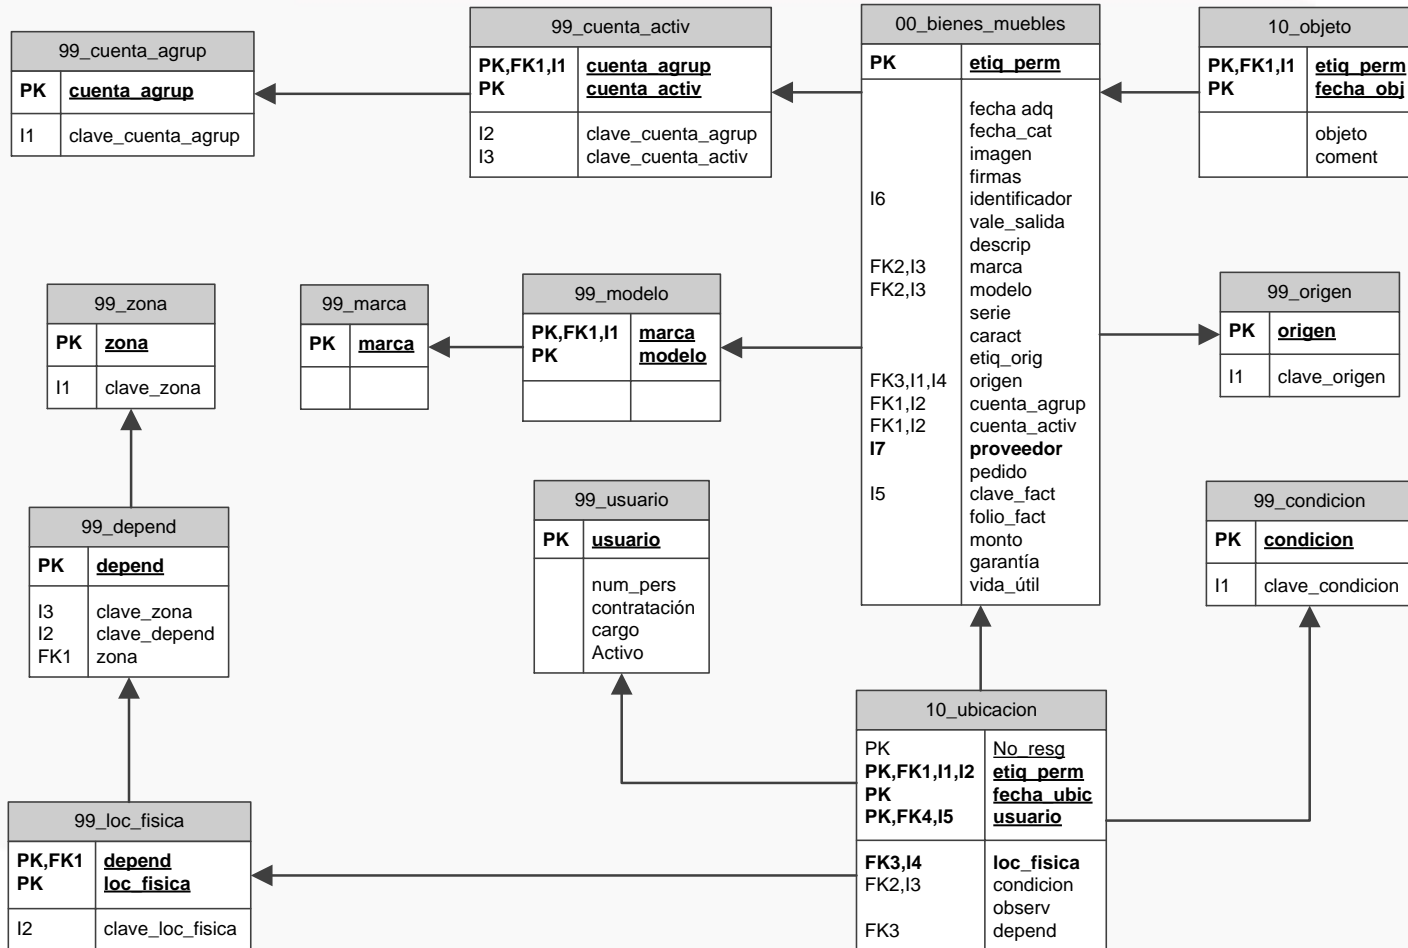 99_cuenta_agrup
PK cuenta_agrup
I1 clave_cuenta_agrup
99_cuenta_activ
PK,FK1,I1 cuenta_agrup
PK cuenta_activ
I2 clave_cuenta_agrup
I3 clave_cuenta_activ
00_bienes_muebles
PK etiq_perm
fecha adq
fecha_cat
imagen
firmas
I6 identificador
vale_salida
descrip
FK2,I3 marca
FK2,I3 modelo
serie
caract
etiq_orig
FK3,I1,I4 origen
FK1,I2 cuenta_agrup
FK1,I2 cuenta_activ
I7 proveedor
pedido
I5 clave_fact
folio_fact
monto
garantía
vida_útil
10_objeto
PK,FK1,I1 etiq_perm
PK fecha_obj
objeto
coment
99_zona
PK zona
I1 clave_zona
99_marca
PK marca
99_modelo
PK,FK1,I1 marca
PK modelo
99_origen
PK origen
I1 clave_origen
99_depend
PK depend
I3 clave_zona
I2 clave_depend
FK1 zona
99_usuario
PK usuario
num_pers
contratación
cargo
Activo
99_condicion
PK condicion
I1 clave_condicion
99_loc_fisica
PK,FK1 depend
PK loc_fisica
I2 clave_loc_fisica
10_ubicacion
PK No_resg
PK,FK1,I1,I2 etiq_perm
PK fecha_ubic
PK,FK4,I5 usuario
FK3,I4 loc_fisica
FK2,I3 condicion
observ
FK3 depend